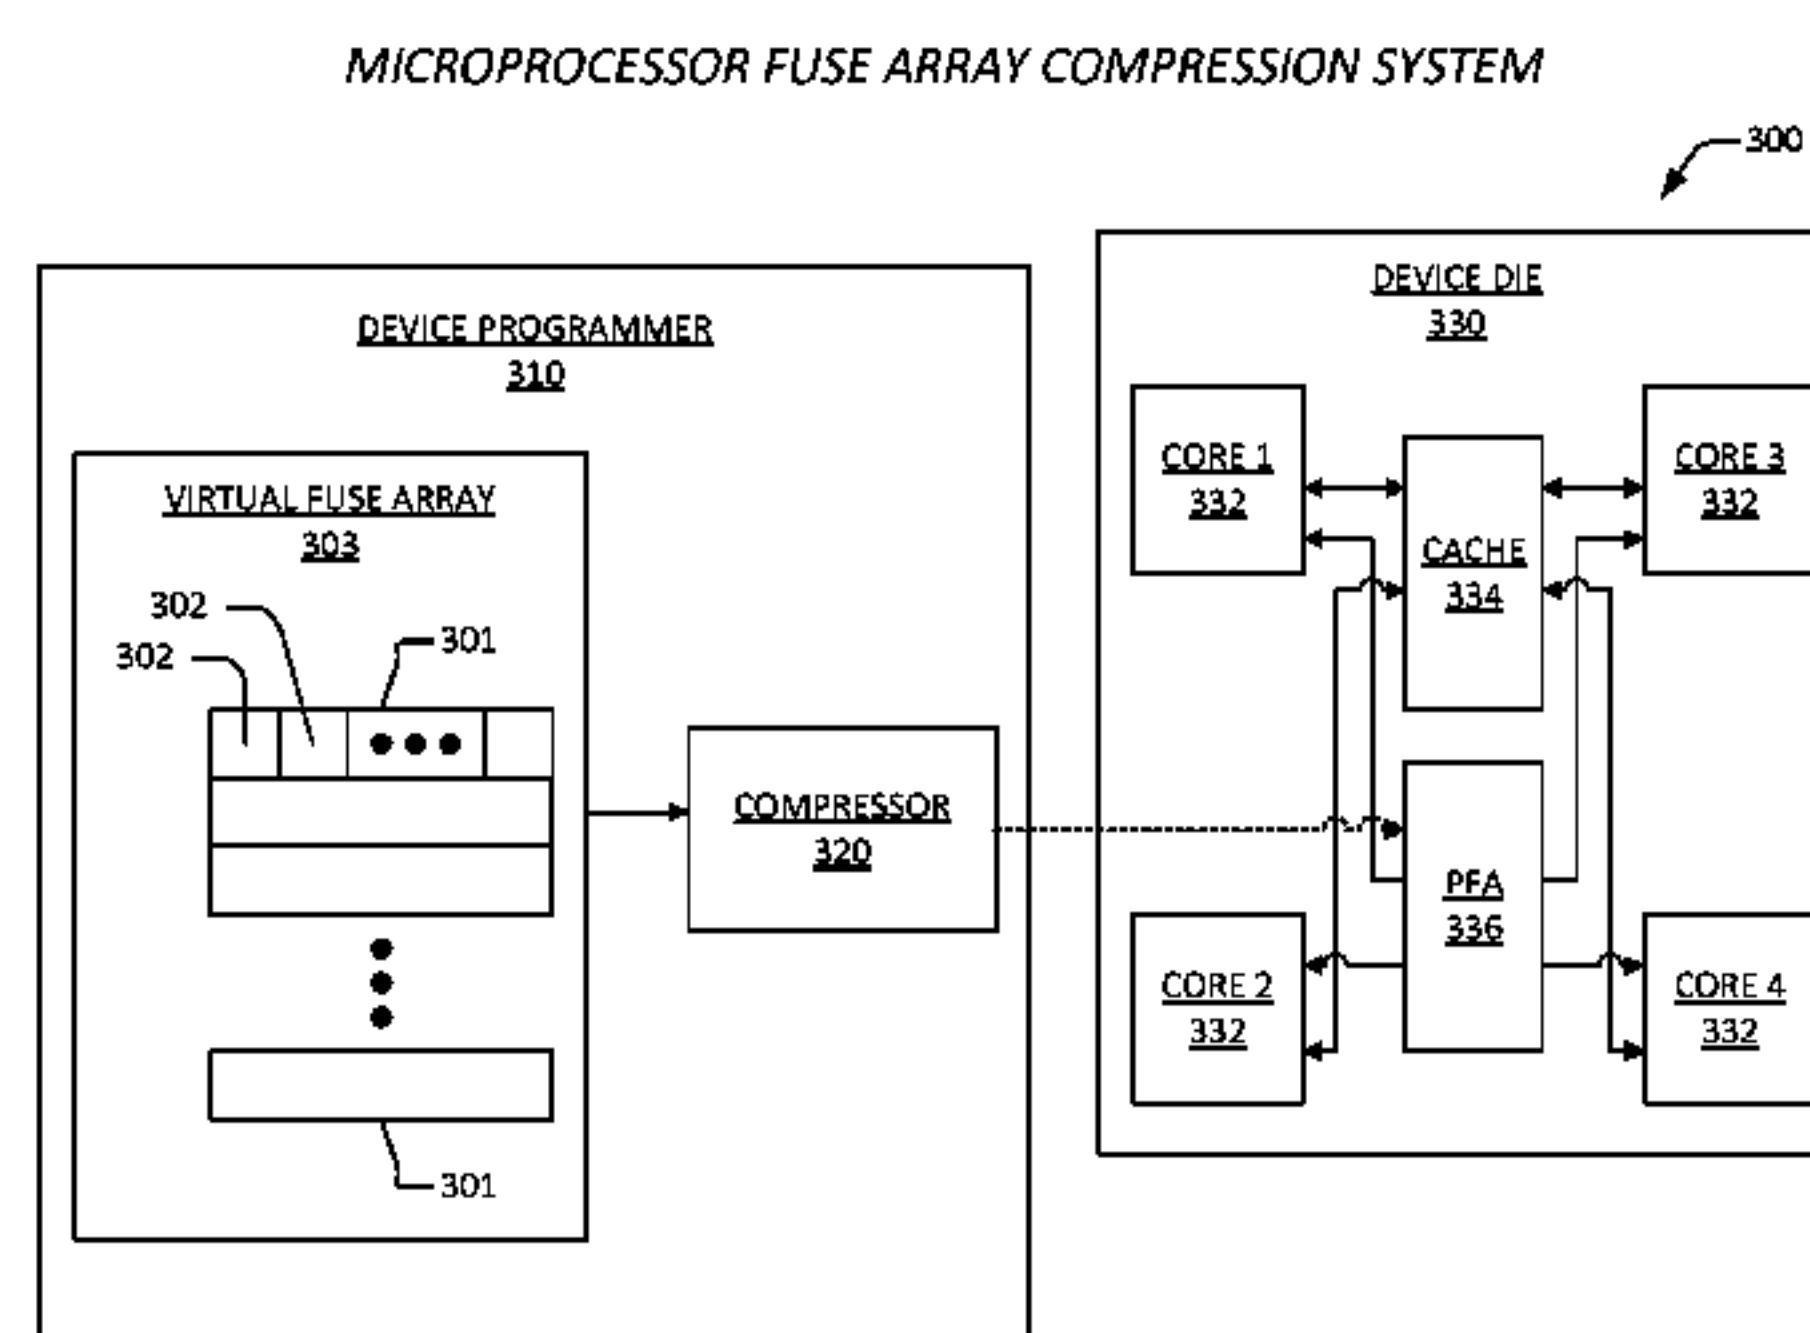 MICROPROCESSOR FUSE ARRAY COMPRESSION SYSTEM
300
DEVICE PROGRAMMER
310
VIRTUAL FUSE ARRAY
303
302
302
301
301
COMPRESSOR
320
DEVICE DIE
330
CORE 1
332
CACHE
334
CORE 3
332
PFA
336
CORE 2
332
CORE 4
332